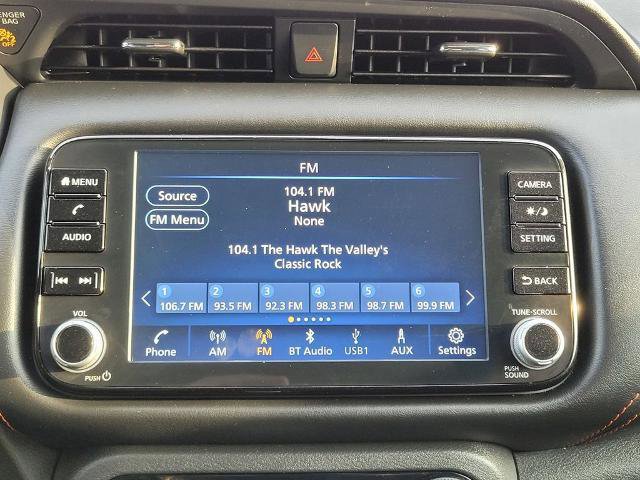 PASSENGER
AIR BAG
OFF
MENU
AUDIO
VOL
PUSH
FM
Source
FM Menu
104.1 FM
Hawk
None
104.1 The Hawk The Valley's
Classic Rock
1 2 3 4 5 6
106.7 FM 93.5 FM 92.3 FM 98.3 FM 98.7 FM 99.9 FM
Phone AM FM BT Audio USB1 AUX Settings
CAMERA
SETTING
BACK
TUNE·SCROLL
PUSH
SOUND